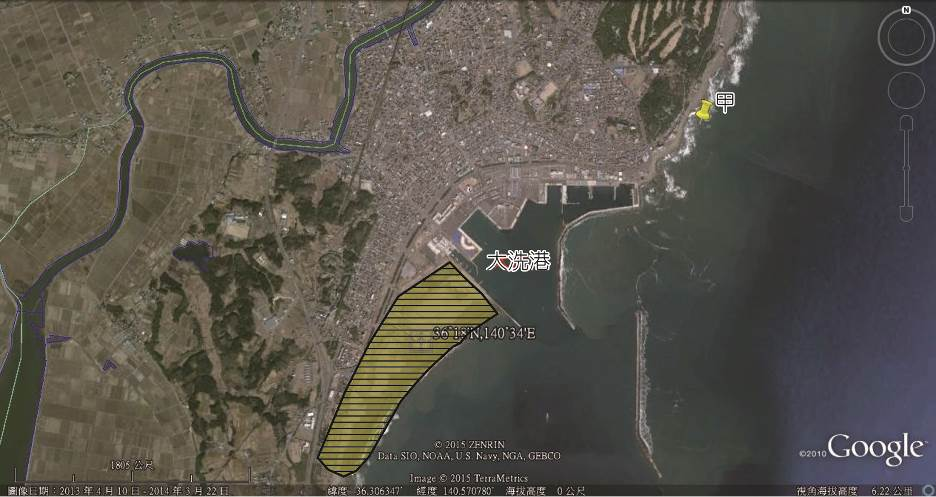 N
甲
大洗港
36°18'N,140°34'E
© 2015 ZENRIN
Data SIO, NOAA, U.S. Navy, NGA, GEBCO
©2010 Google
1805 公尺
Image © 2015 TerraMetrics
圖像日期: 2013 年 4 月 10 日 - 2014 年 3 月 22 日 緯度 36.306347° 經度 140.570780° 海拔高度 0 公尺 視角海拔高度 6.22 公里